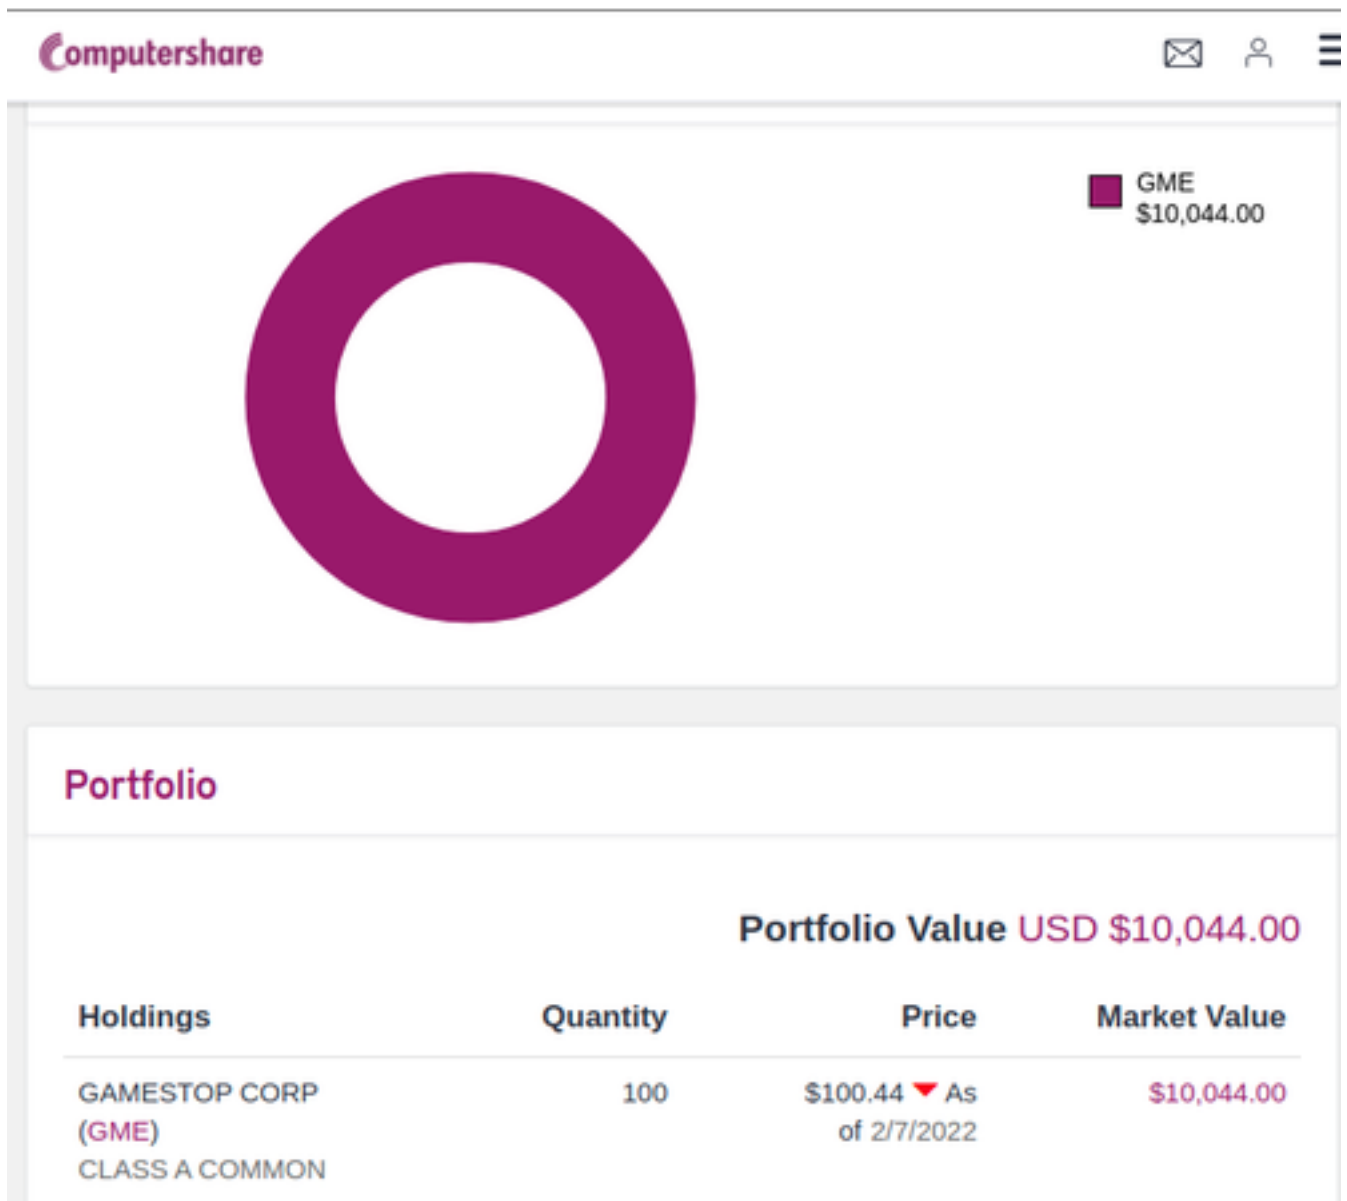 Computershare
GME
$10,044.00
Portfolio
Portfolio Value USD $10,044.00
Holdings Quantity Price Market Value
GAMESTOP CORP 100 $100.44 As $10,044.00
(GME) of 2/7/2022
CLASS A COMMON